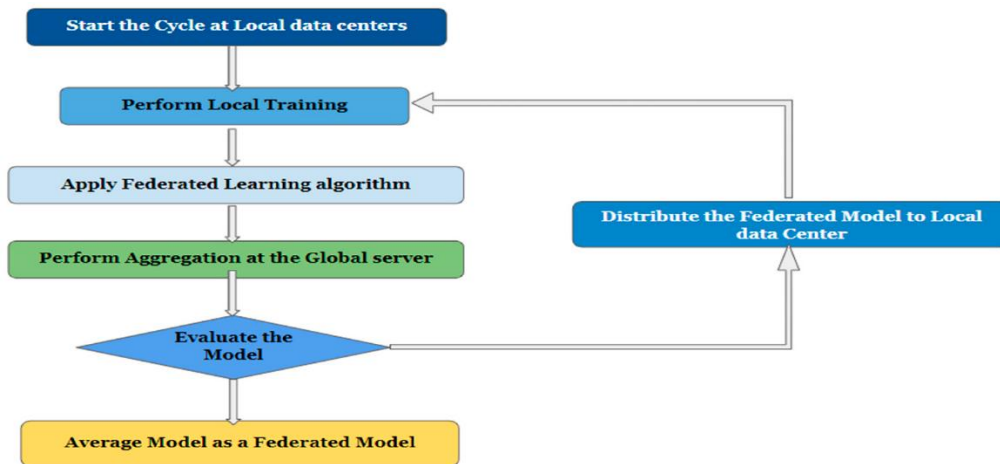 Start the Cycle at Local data centers
Perform Local Training
Apply Federated Learning algorithm
Perform Aggregation at the Global server
Evaluate the
Model
Average Model as a Federated Model
Distribute the Federated Model to Local
data Center